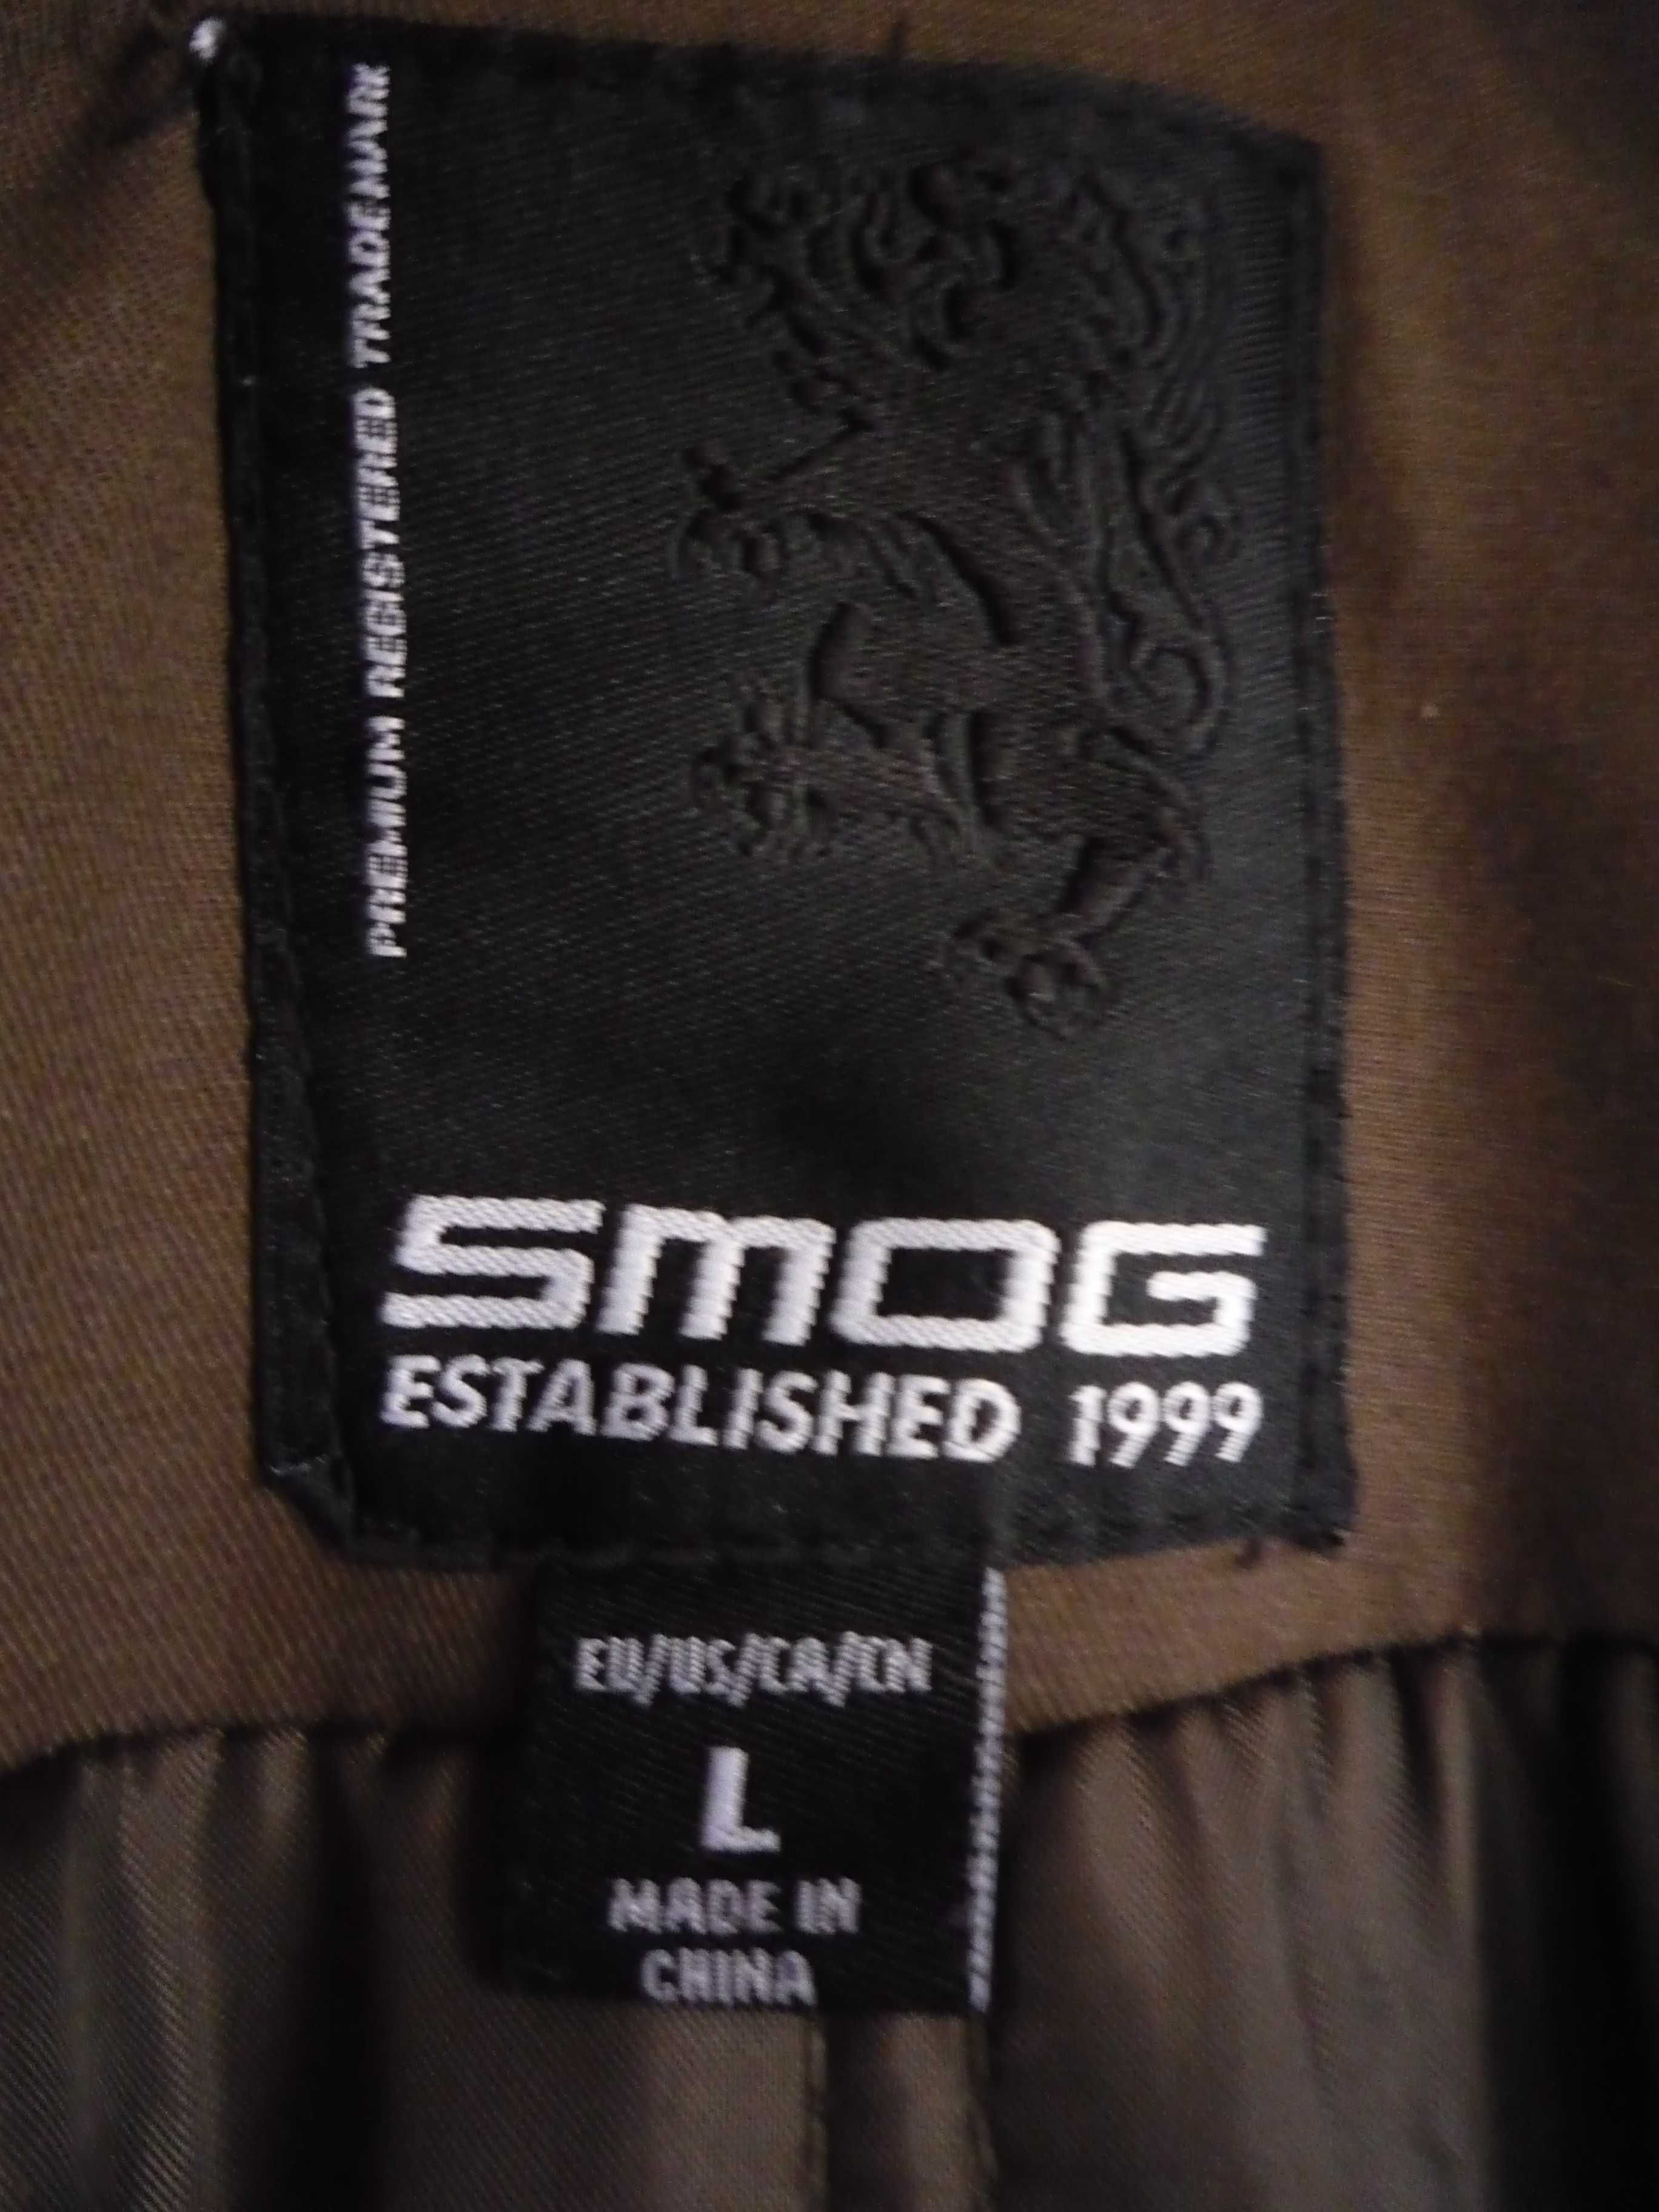 PREMIUM REGISTERED TRADEMARK
SMOG
ESTABLISHED 1999
EU/US/CA/CN
L
MADE IN
CHINA